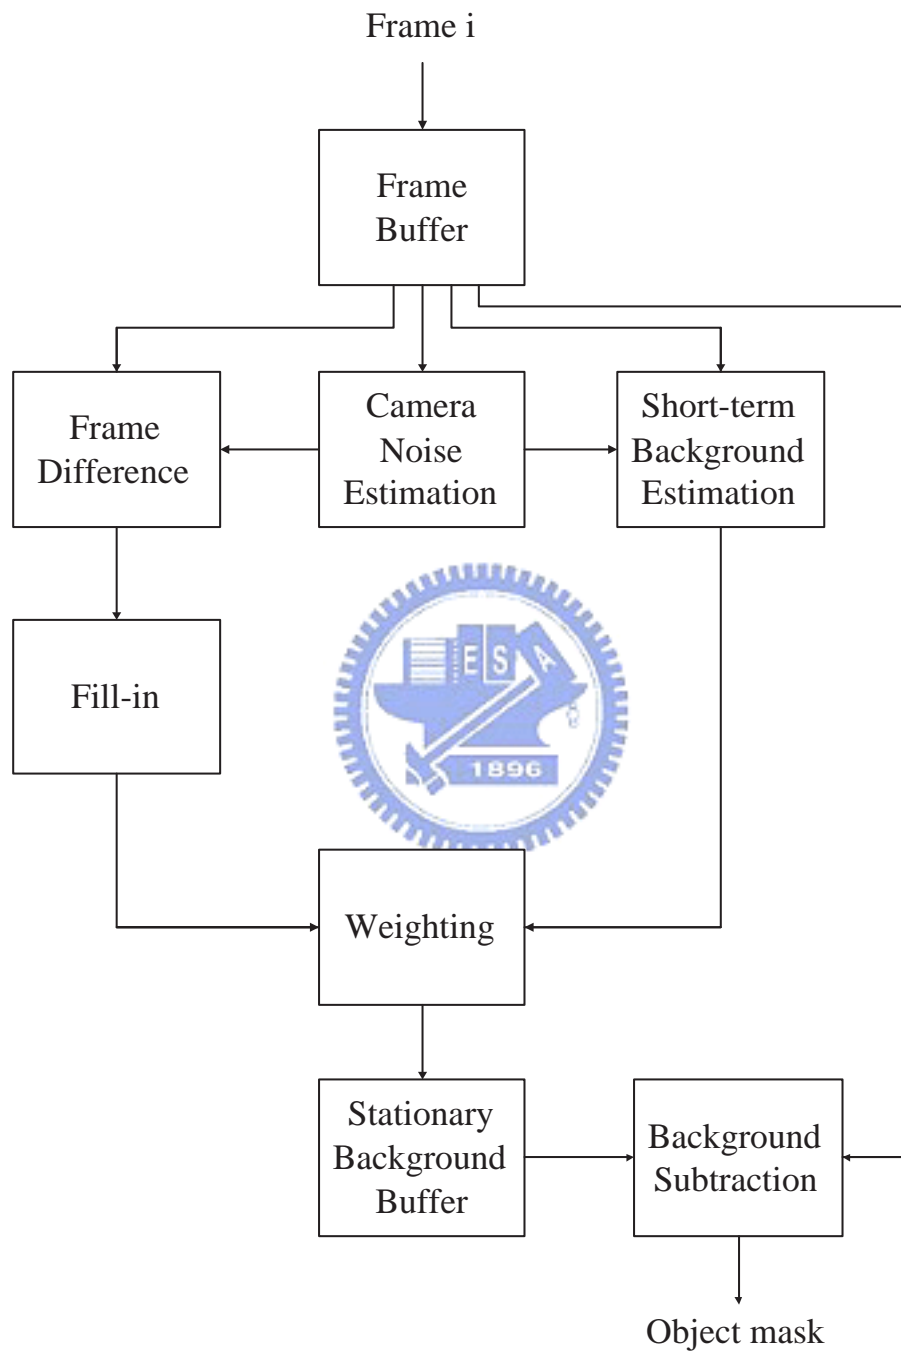 Frame i
Frame
Buffer
Frame
Difference
Camera
Noise
Estimation
Short-term
Background
Estimation
E S A
Fill-in
1896
Weighting
Stationary
Background
Buffer
Background
Subtraction
Object mask